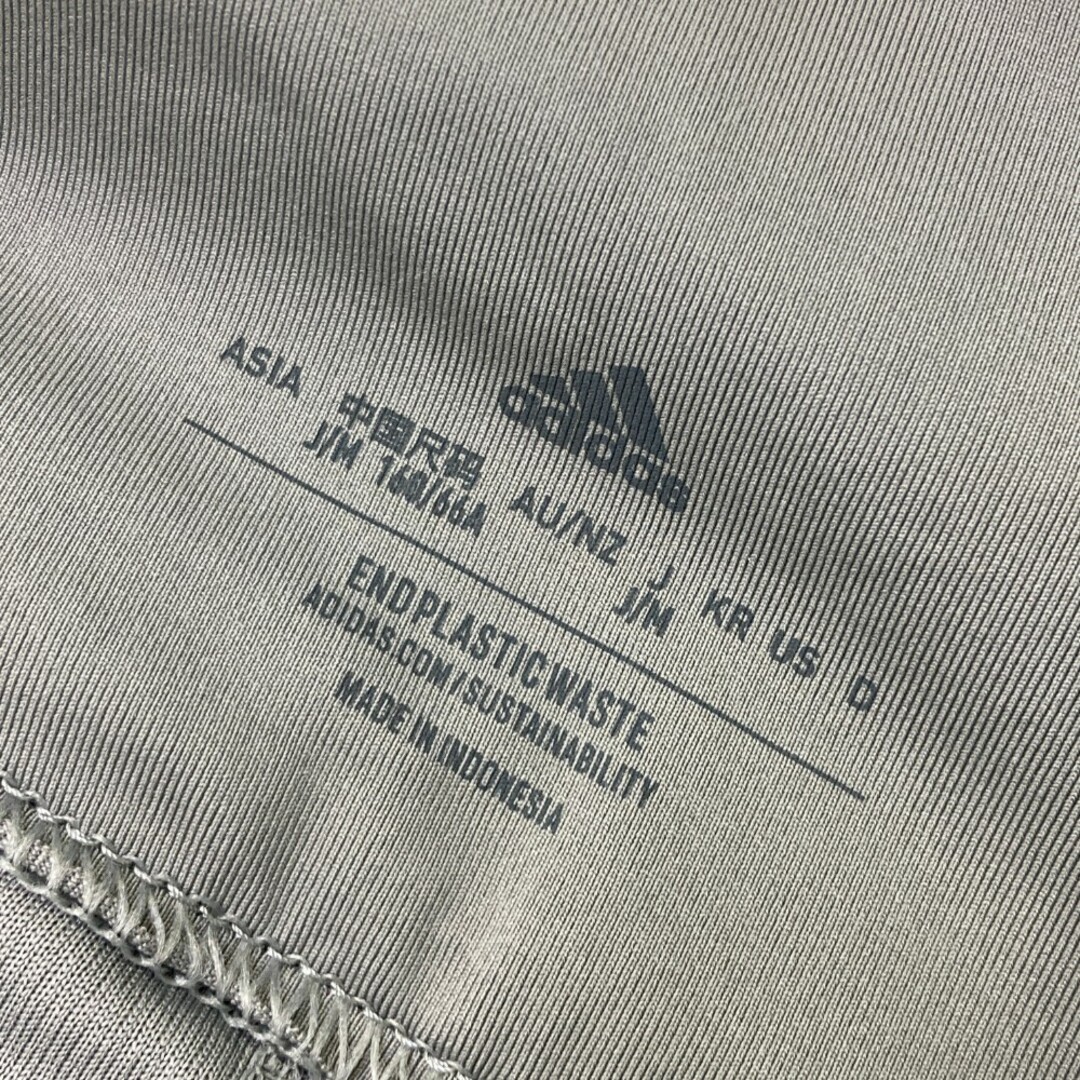 adidas
ASIA 中国尺码 AU/NZ J KR US D
J/M 160/66A J/M
END PLASTIC WASTE
ADIDAS.COM/SUSTAINABILITY
MADE IN INDONESIA